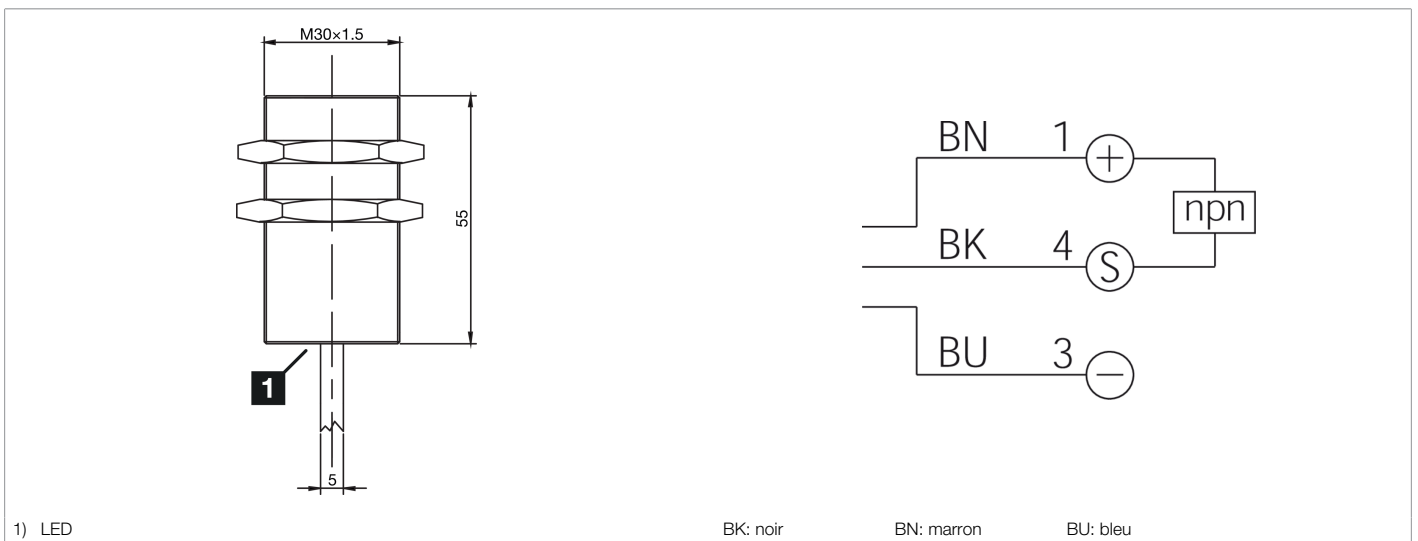 M30×1.5
55
1
5
BN 1 +
npn
BK 4 S
BU 3 −
1) LED
BK: noir BN: marron BU: bleu